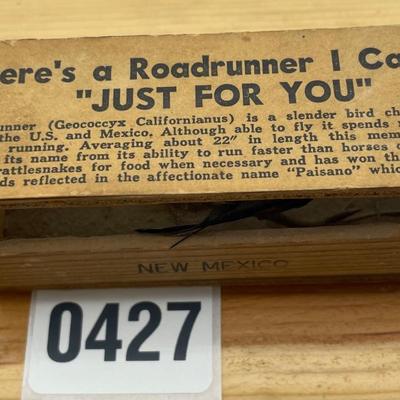 ere's a Roadrunner I Ca
"JUST FOR YOU"
unner (Geococcyx Californianus) is a slender bird ch
the U.S. and Mexico. Although able to fly it spends m
running. Averaging about 22" in length this mem
its name from its ability to run faster than horses o
rattlesnakes for food when necessary and has won th
ds reflected in the affectionate name "Paisano" whic
NEW MEXICO
0427